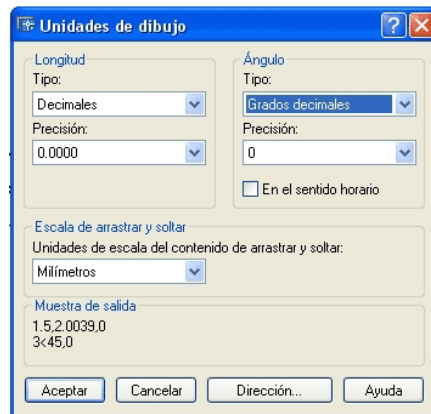 Unidades de dibujo
Longitud
Tipo:
Decimales
Precisión:
0.0000
Ángulo
Tipo:
Grados decimales
Precisión:
0
En el sentido horario
Escala de arrastrar y soltar
Unidades de escala del contenido de arrastrar y soltar:
Milímetros
Muestra de salida
1.5,2.0039,0
3<45,0
Aceptar
Cancelar
Dirección...
Ayuda